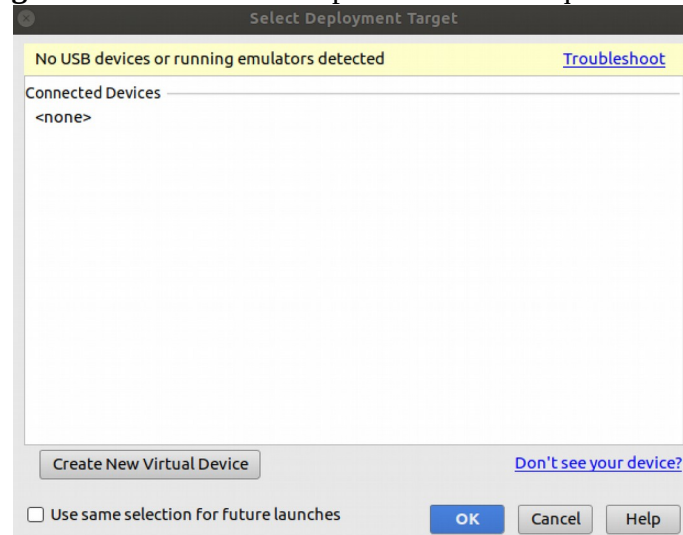 Select Deployment Target
No USB devices or running emulators detected Troubleshoot
Connected Devices
<none>
Create New Virtual Device Don't see your device?
Use same selection for future launches OK Cancel Help